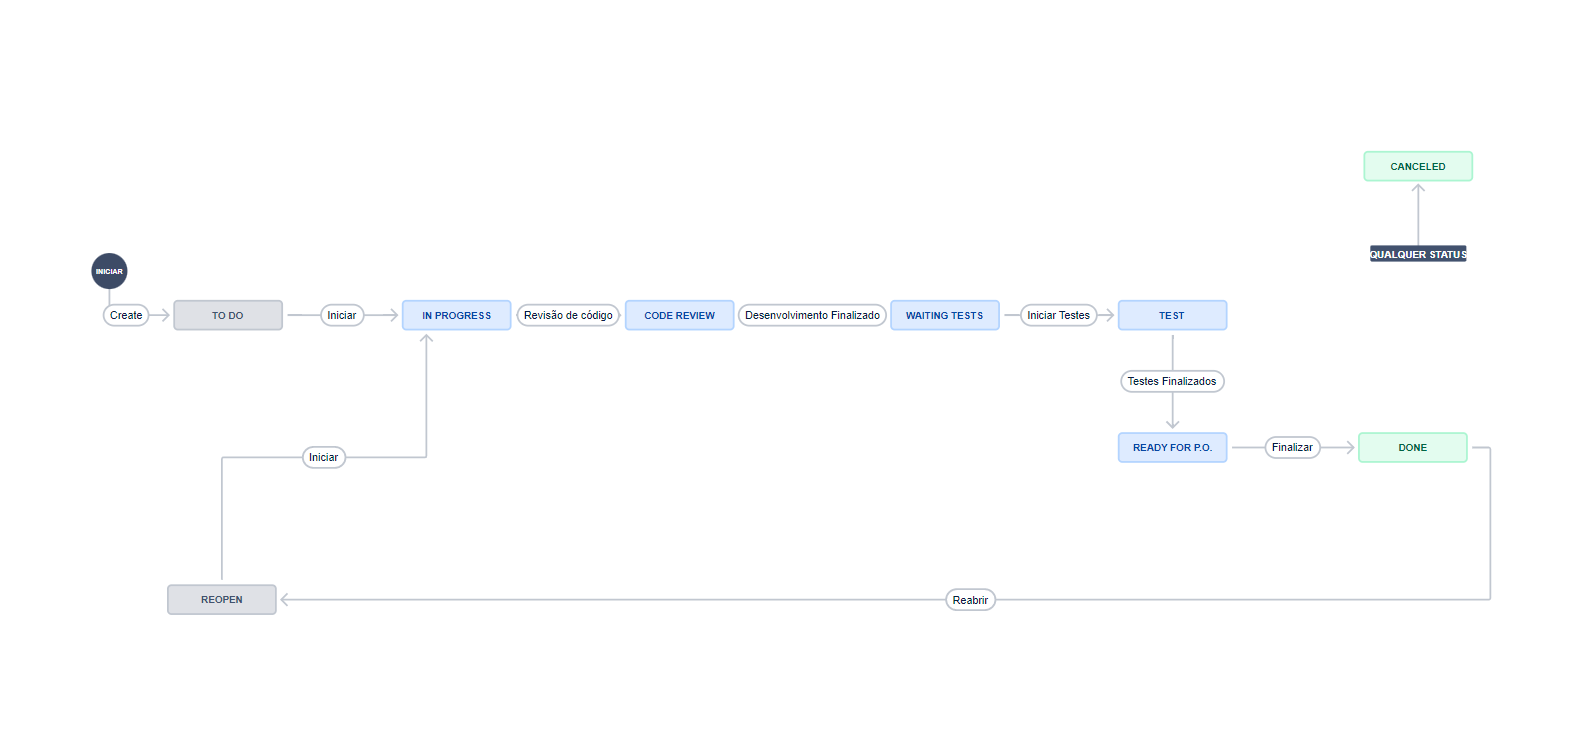 CANCELED
QUALQUER STATUS
INICIAR
Create
TO DO
Iniciar
IN PROGRESS
Revisão de código
CODE REVIEW
Desenvolvimento Finalizado
WAITING TESTS
Iniciar Testes
TEST
Testes Finalizados
READY FOR P.O.
Finalizar
DONE
Iniciar
REOPEN
Reabrir